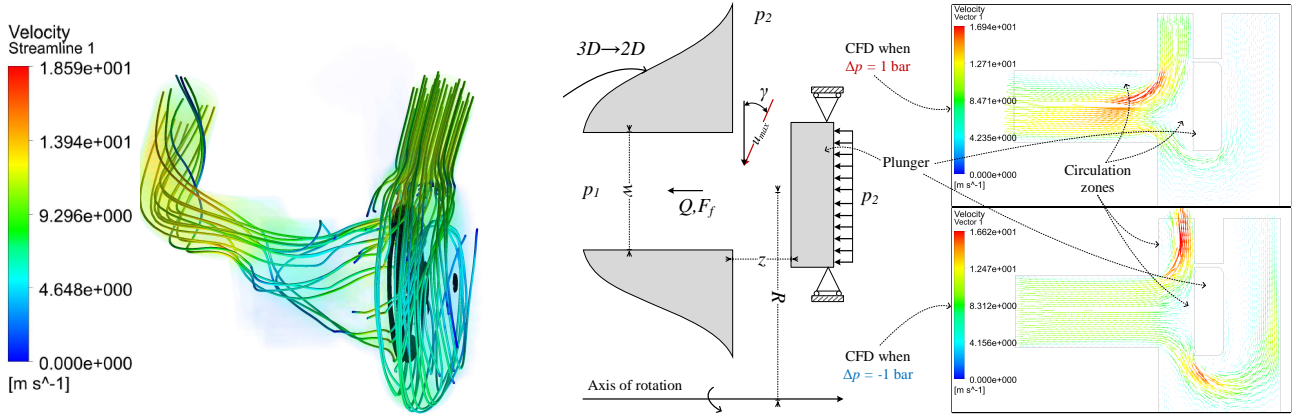 Velocity
Streamline 1
1.859e+001
1.394e+001
9.296e+000
4.648e+000
0.000e+000
[m s^-1]
p2
3D→2D
γ
umax
p1
w
Q,Ff
z
R
p2
Axis of rotation
CFD when
Δp = 1 bar
Plunger
Circulation
zones
CFD when
Δp = -1 bar
Velocity
Vector 1
1.694e+001
1.271e+001
8.471e+000
4.235e+000
0.000e+000
[m s^-1]
Velocity
Vector 1
1.662e+001
1.247e+001
8.312e+000
4.156e+000
0.000e+000
[m s^-1]